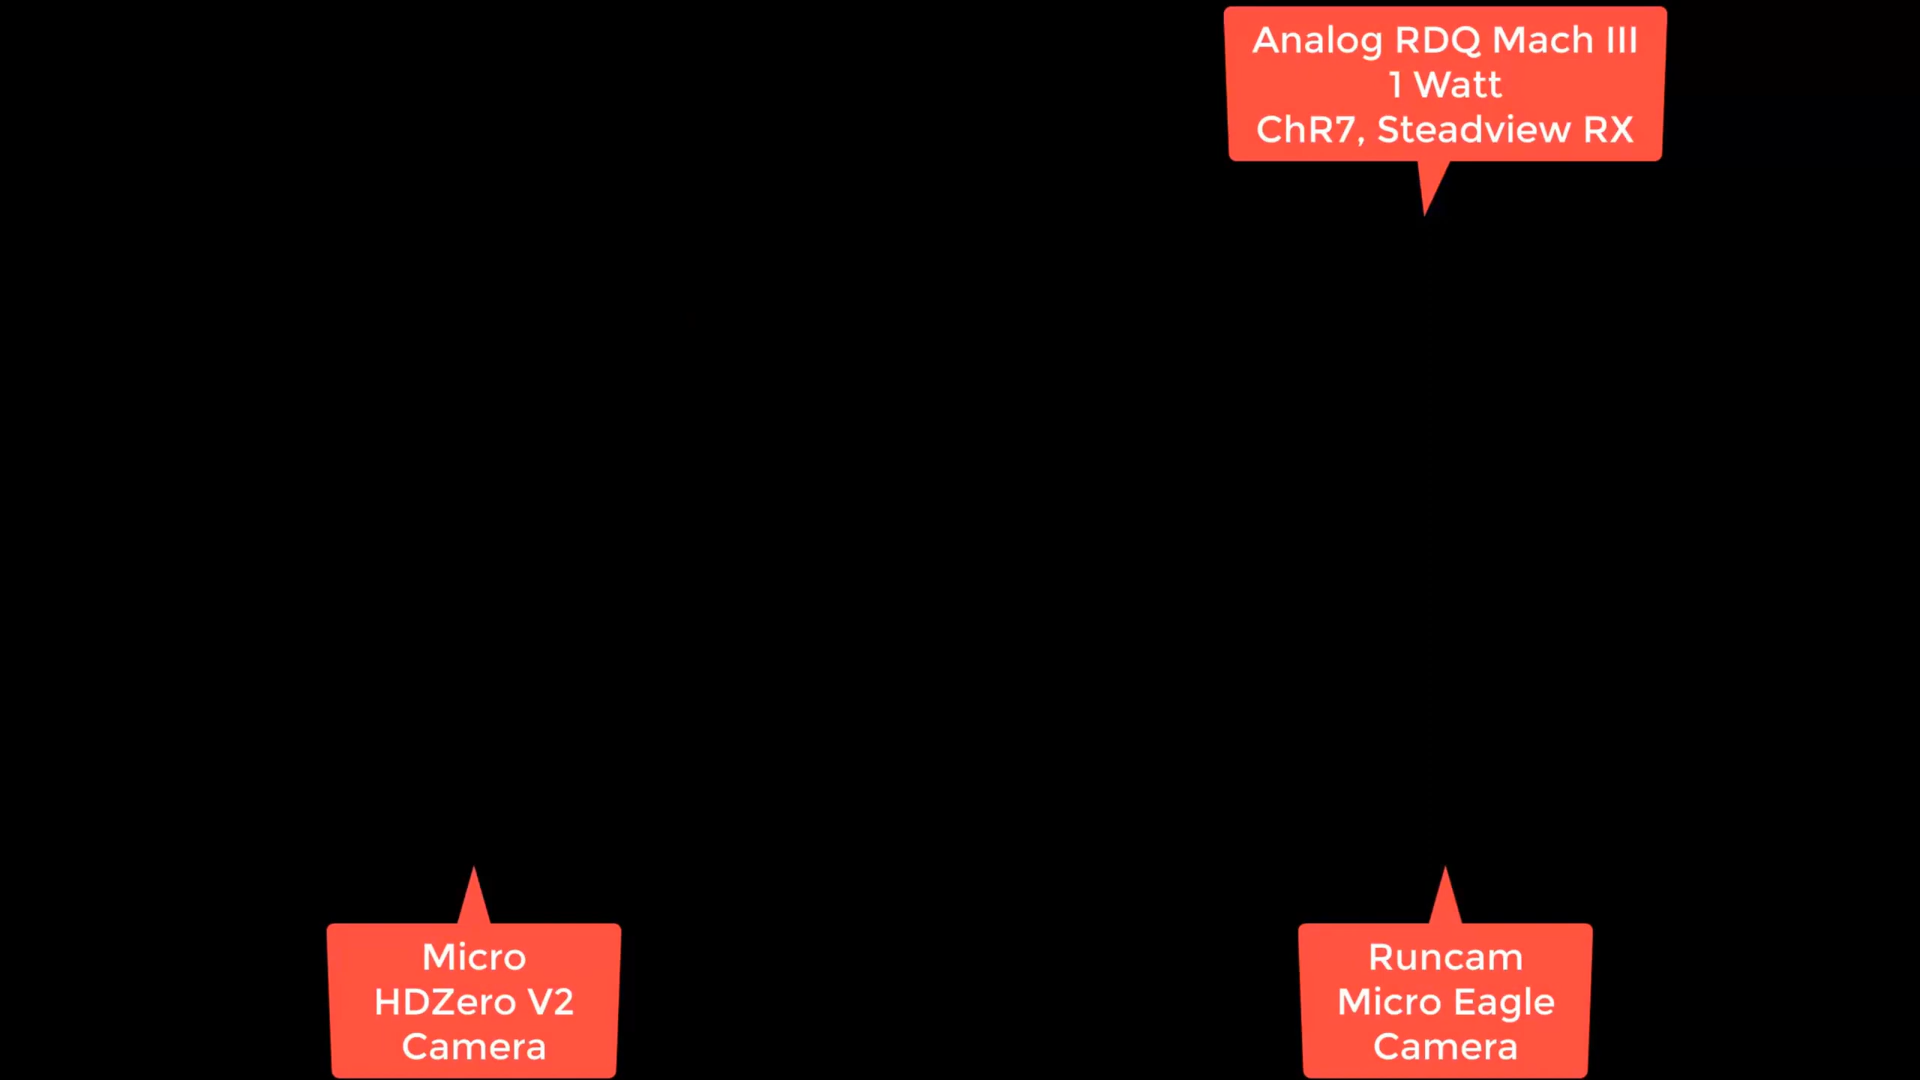 Analog RDQ Mach III
1 Watt
ChR7, Steadview RX
Micro
HDZero V2
Camera
Runcam
Micro Eagle
Camera